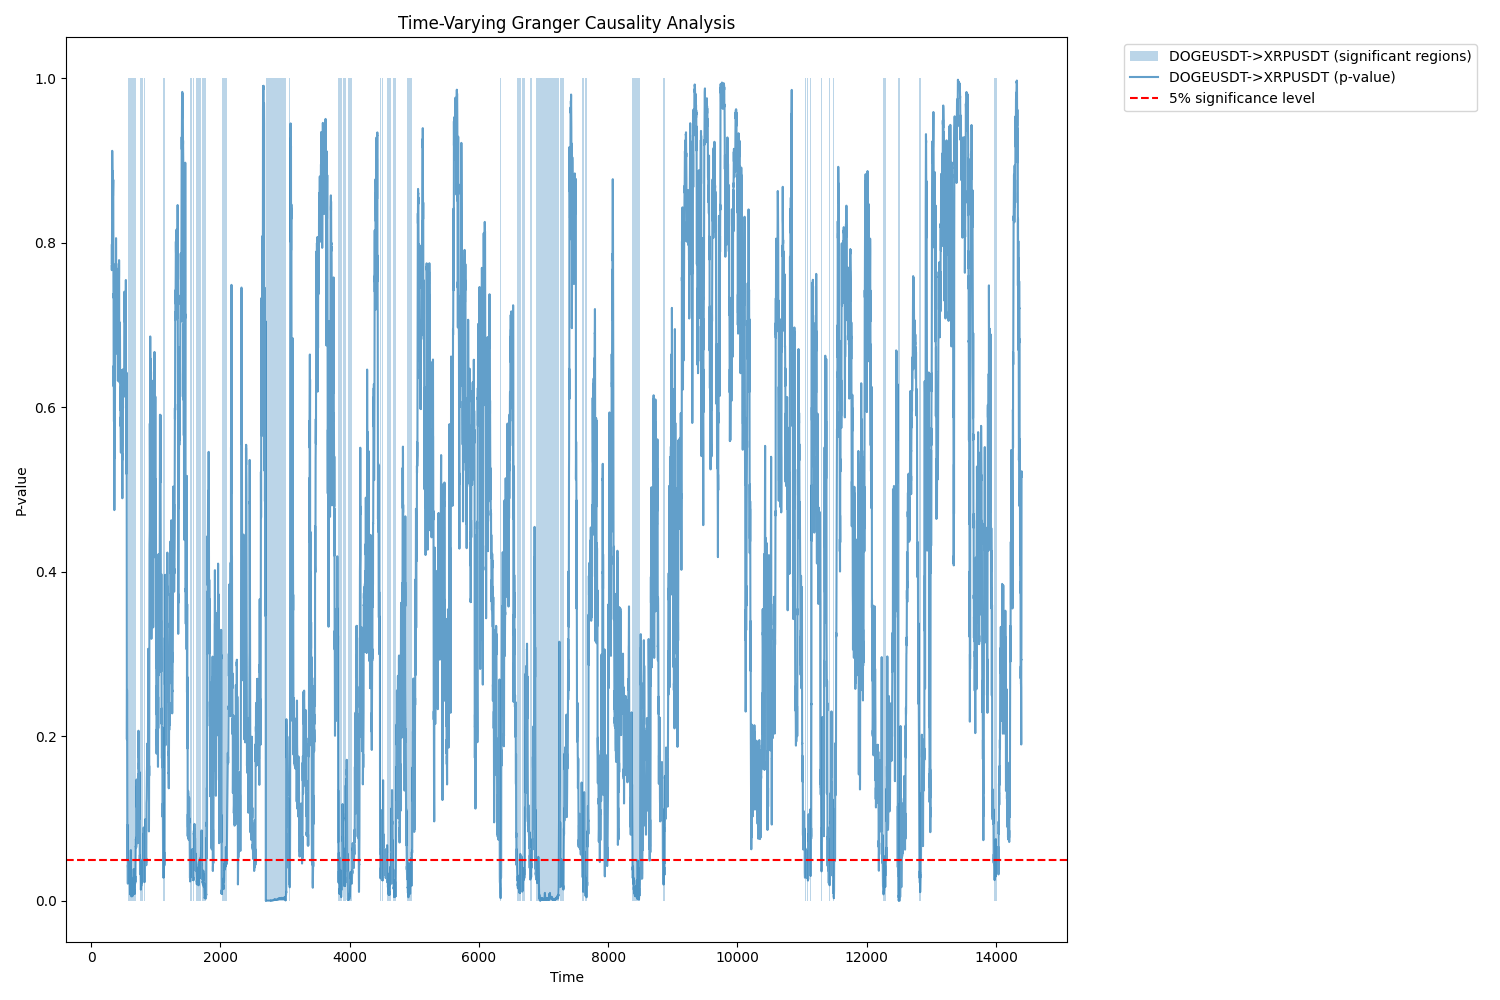 Time-Varying Granger Causality Analysis
DOGEUSDT->XRPUSDT (significant regions)
DOGEUSDT->XRPUSDT (p-value)
5% significance level
P-value
1.0
0.8
0.6
0.4
0.2
0.0
0
2000
4000
6000
8000
10000
12000
14000
Time